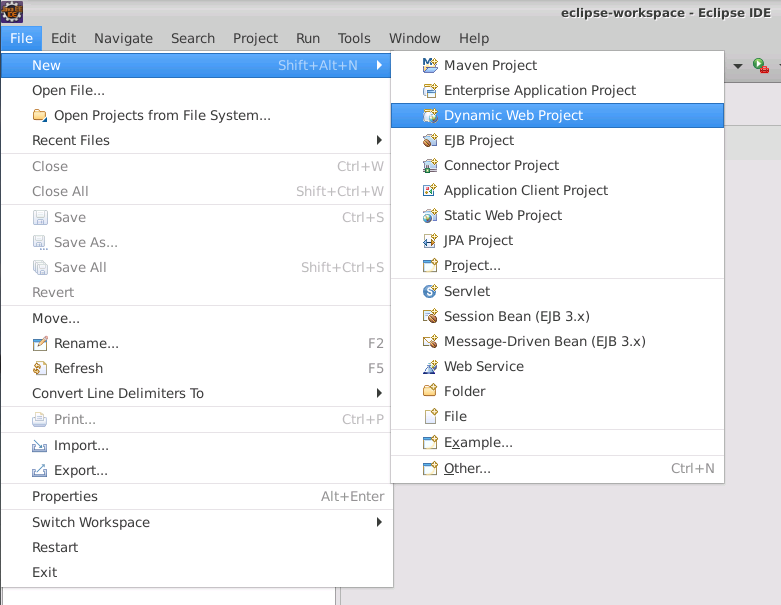 eclipse-workspace - Eclipse IDE
File Edit Navigate Search Project Run Tools Window Help
New Shift+Alt+N
Open File...
Open Projects from File System...
Recent Files
Close Ctrl+W
Close All Shift+Ctrl+W
Save Ctrl+S
Save As...
Save All Shift+Ctrl+S
Revert
Move...
Rename... F2
Refresh F5
Convert Line Delimiters To
Print... Ctrl+P
Import...
Export...
Properties Alt+Enter
Switch Workspace
Restart
Exit
Maven Project
Enterprise Application Project
Dynamic Web Project
EJB Project
Connector Project
Application Client Project
Static Web Project
JPA Project
Project...
Servlet
Session Bean (EJB 3.x)
Message-Driven Bean (EJB 3.x)
Web Service
Folder
File
Example...
Other... Ctrl+N